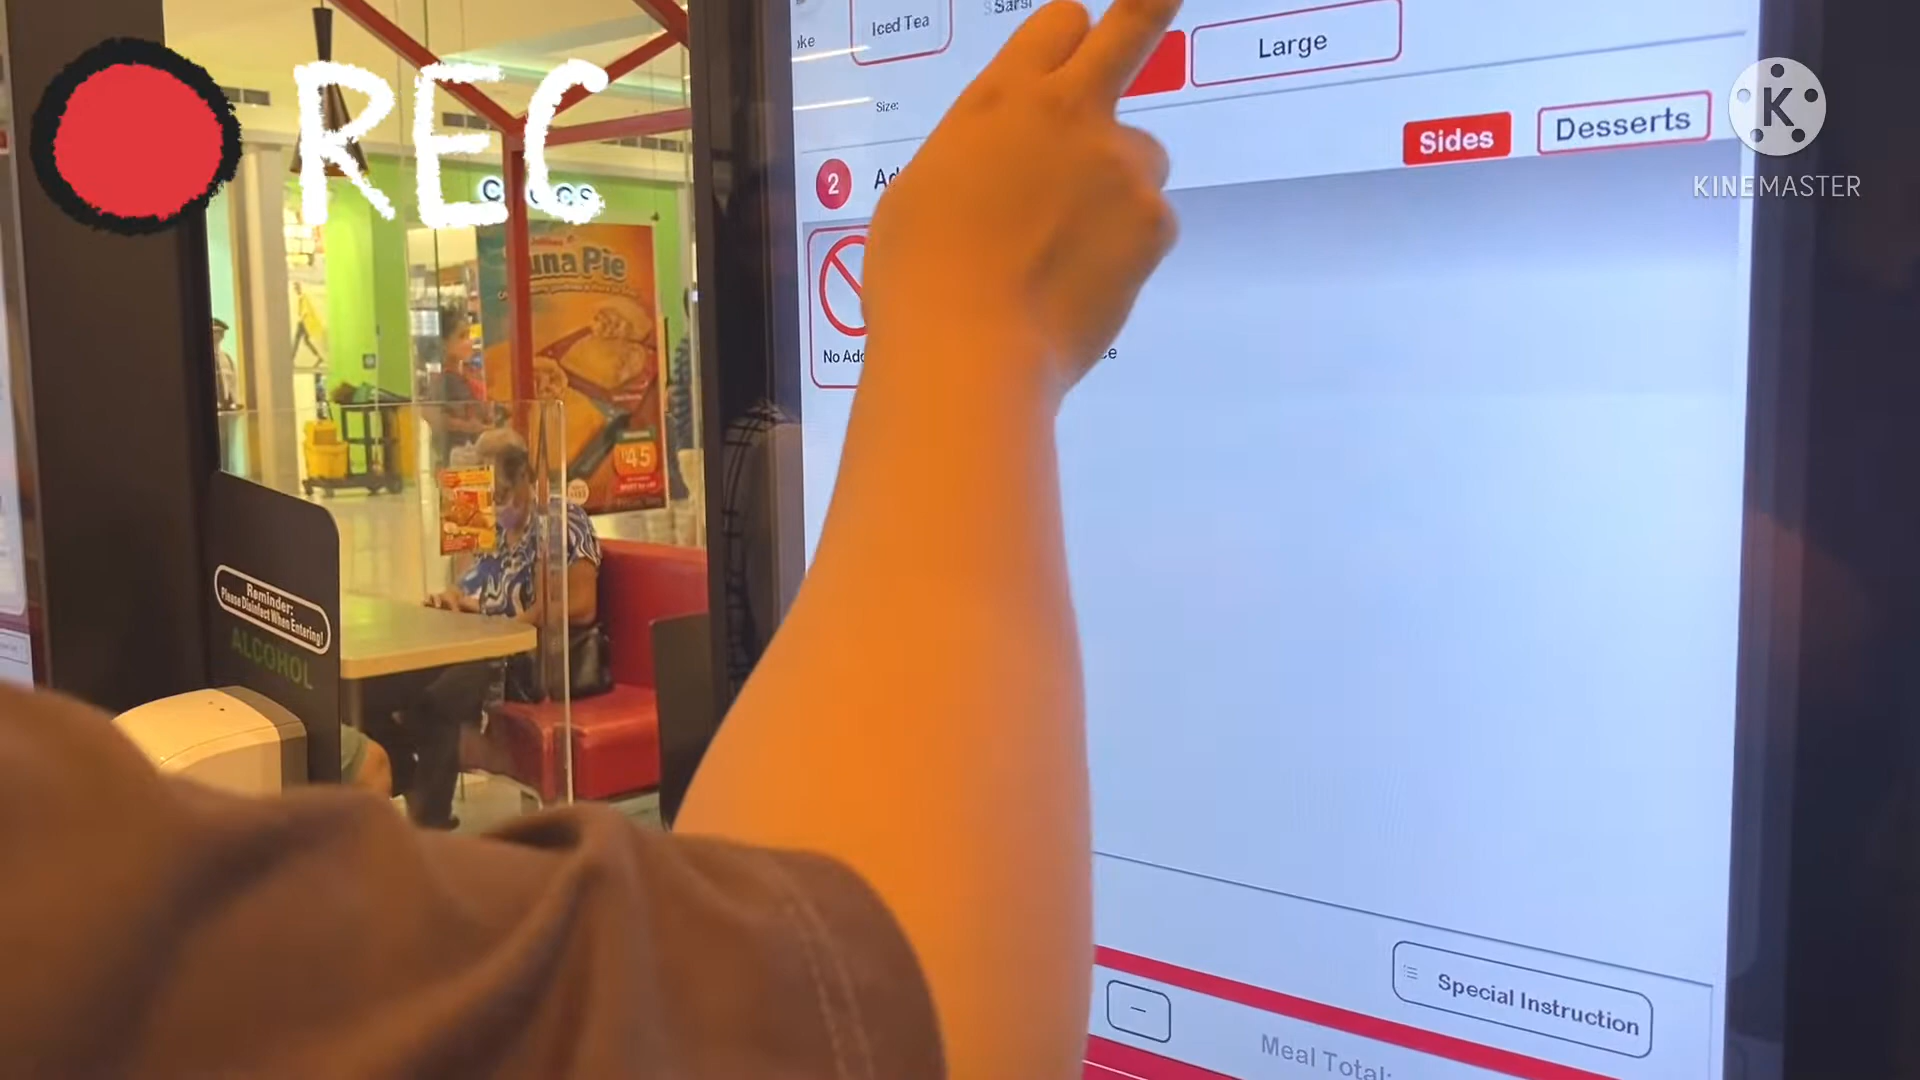 REC
Iced Tea
Sarsi
Large
Size:
Sides
Desserts
KINEMASTER
2
Tuna Pie
No Add
45
Reminder:
Please Disinfect When Entering!
ALCOHOL
Special Instruction
Meal Total: